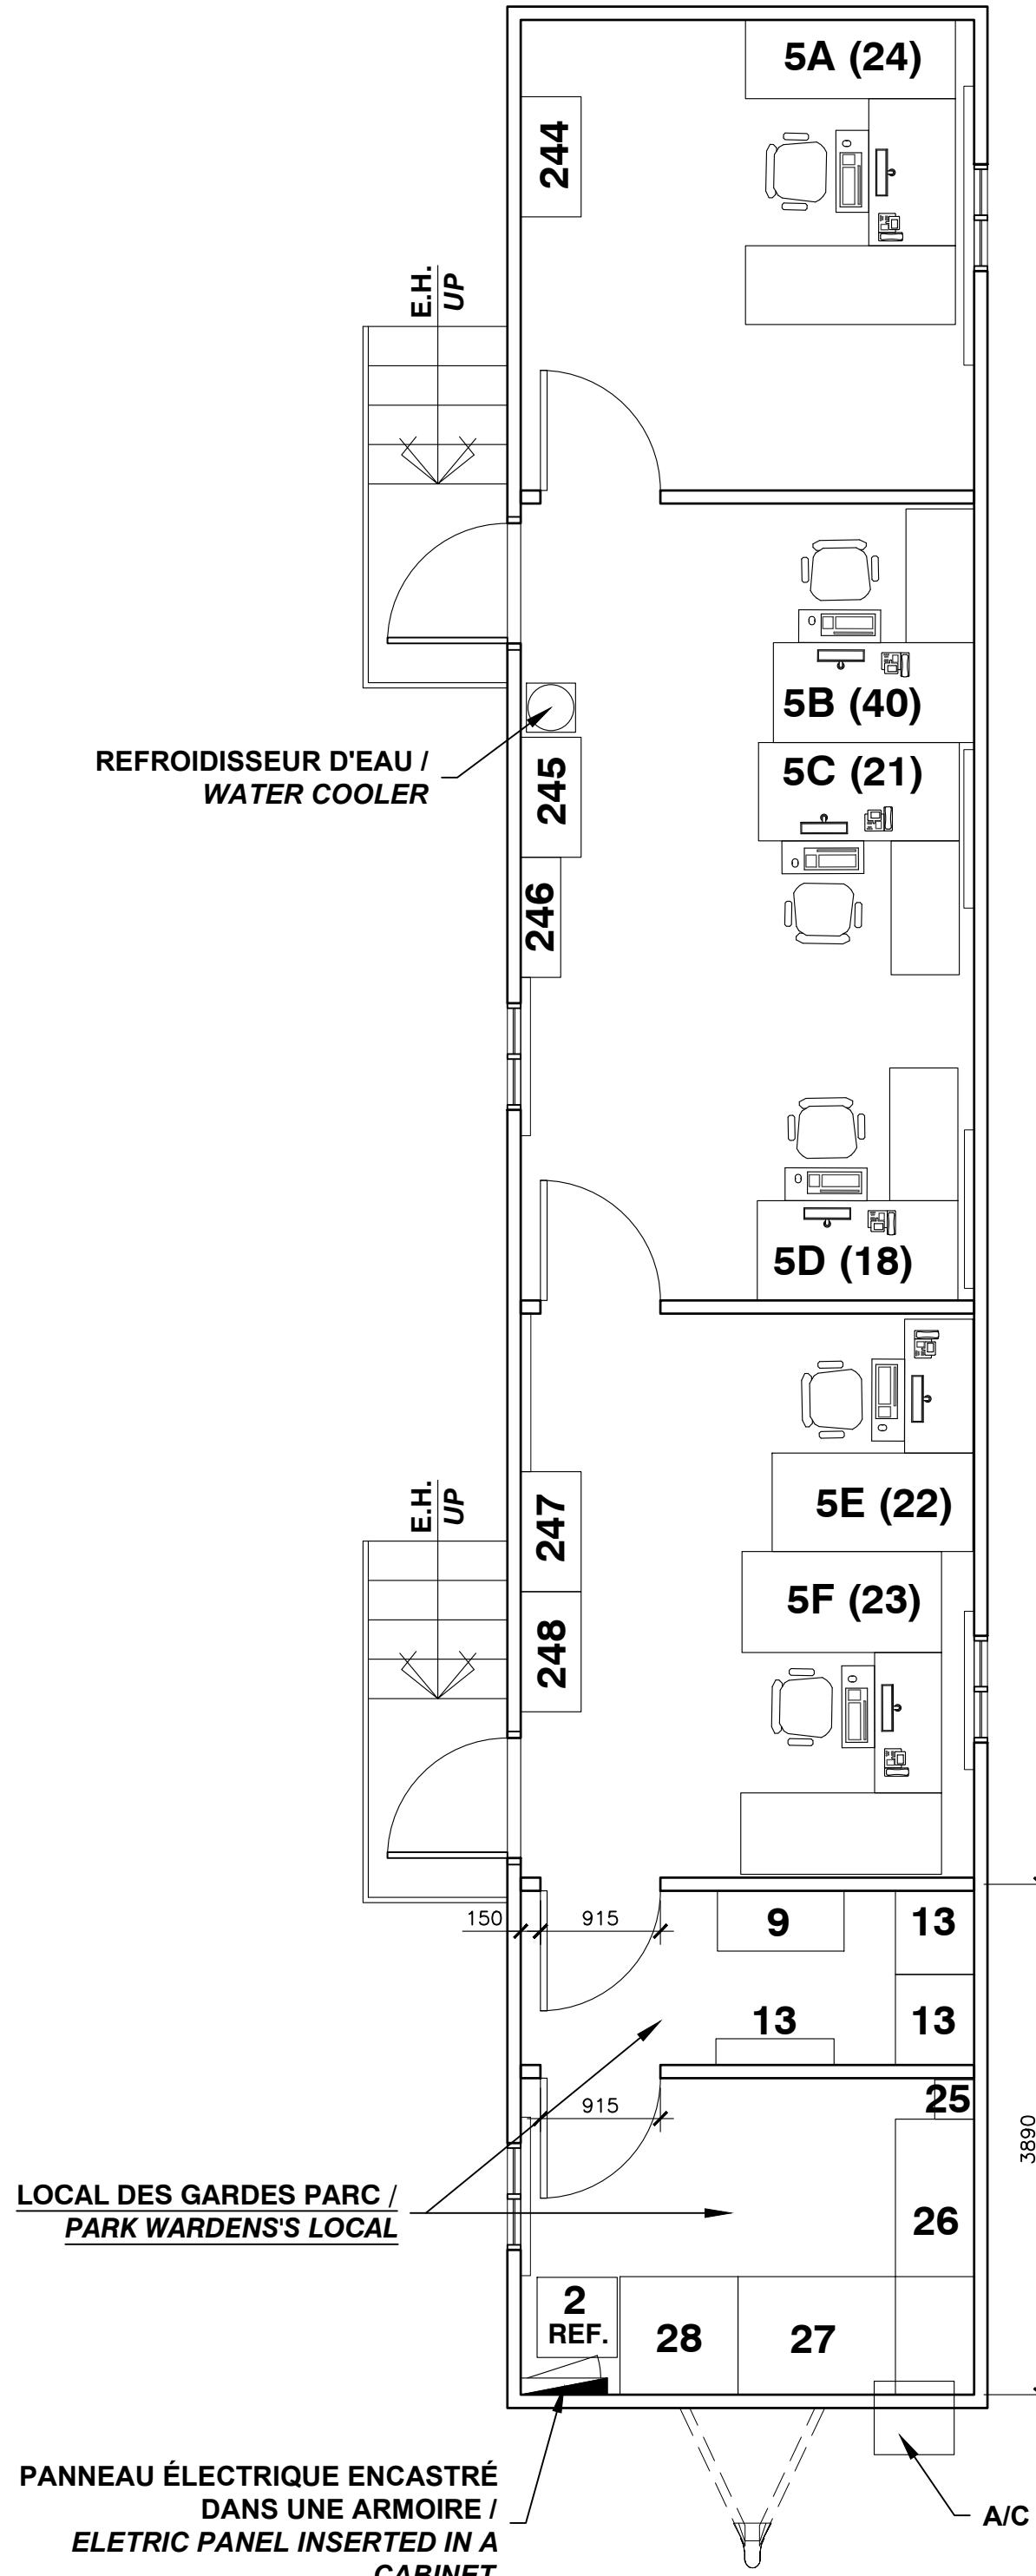 5A (24)
244
E.H.
UP
5B (40)
REFROIDISSEUR D'EAU /
WATER COOLER
5C (21)
245
246
5D (18)
E.H.
UP
247
5E (22)
5F (23)
248
150
915
9
13
13
13
915
25
3890
LOCAL DES GARDES PARC /
PARK WARDENS'S LOCAL
26
2
REF.
28
27
PANNEAU ÉLECTRIQUE ENCASTRÉ
DANS UNE ARMOIRE /
ELETRIC PANEL INSERTED IN A
CABINET
A/C